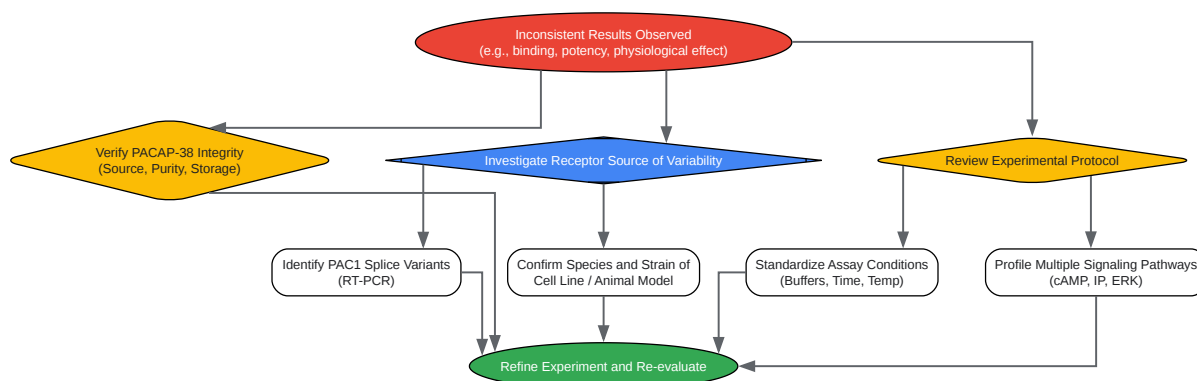 Inconsistent Results Observed
(e.g., binding, potency, physiological effect)
Verify PACAP-38 Integrity
(Source, Purity, Storage)
Investigate Receptor Source of Variability
Review Experimental Protocol
Identify PAC1 Splice Variants
(RT-PCR)
Confirm Species and Strain of
Cell Line / Animal Model
Standardize Assay Conditions
(Buffers, Time, Temp)
Profile Multiple Signaling Pathways
(cAMP, IP, ERK)
Refine Experiment and Re-evaluate